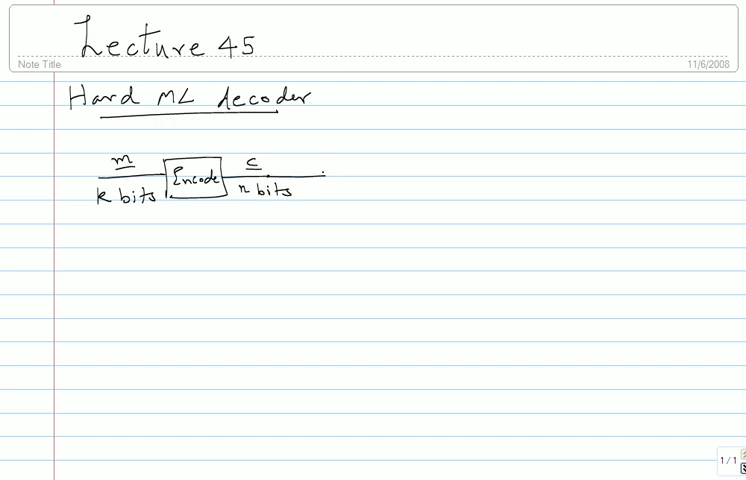 Lecture 45
Note Title
11/6/2008
Hard ML decoder
m
c
Encode
k bits
n bits
1 / 1